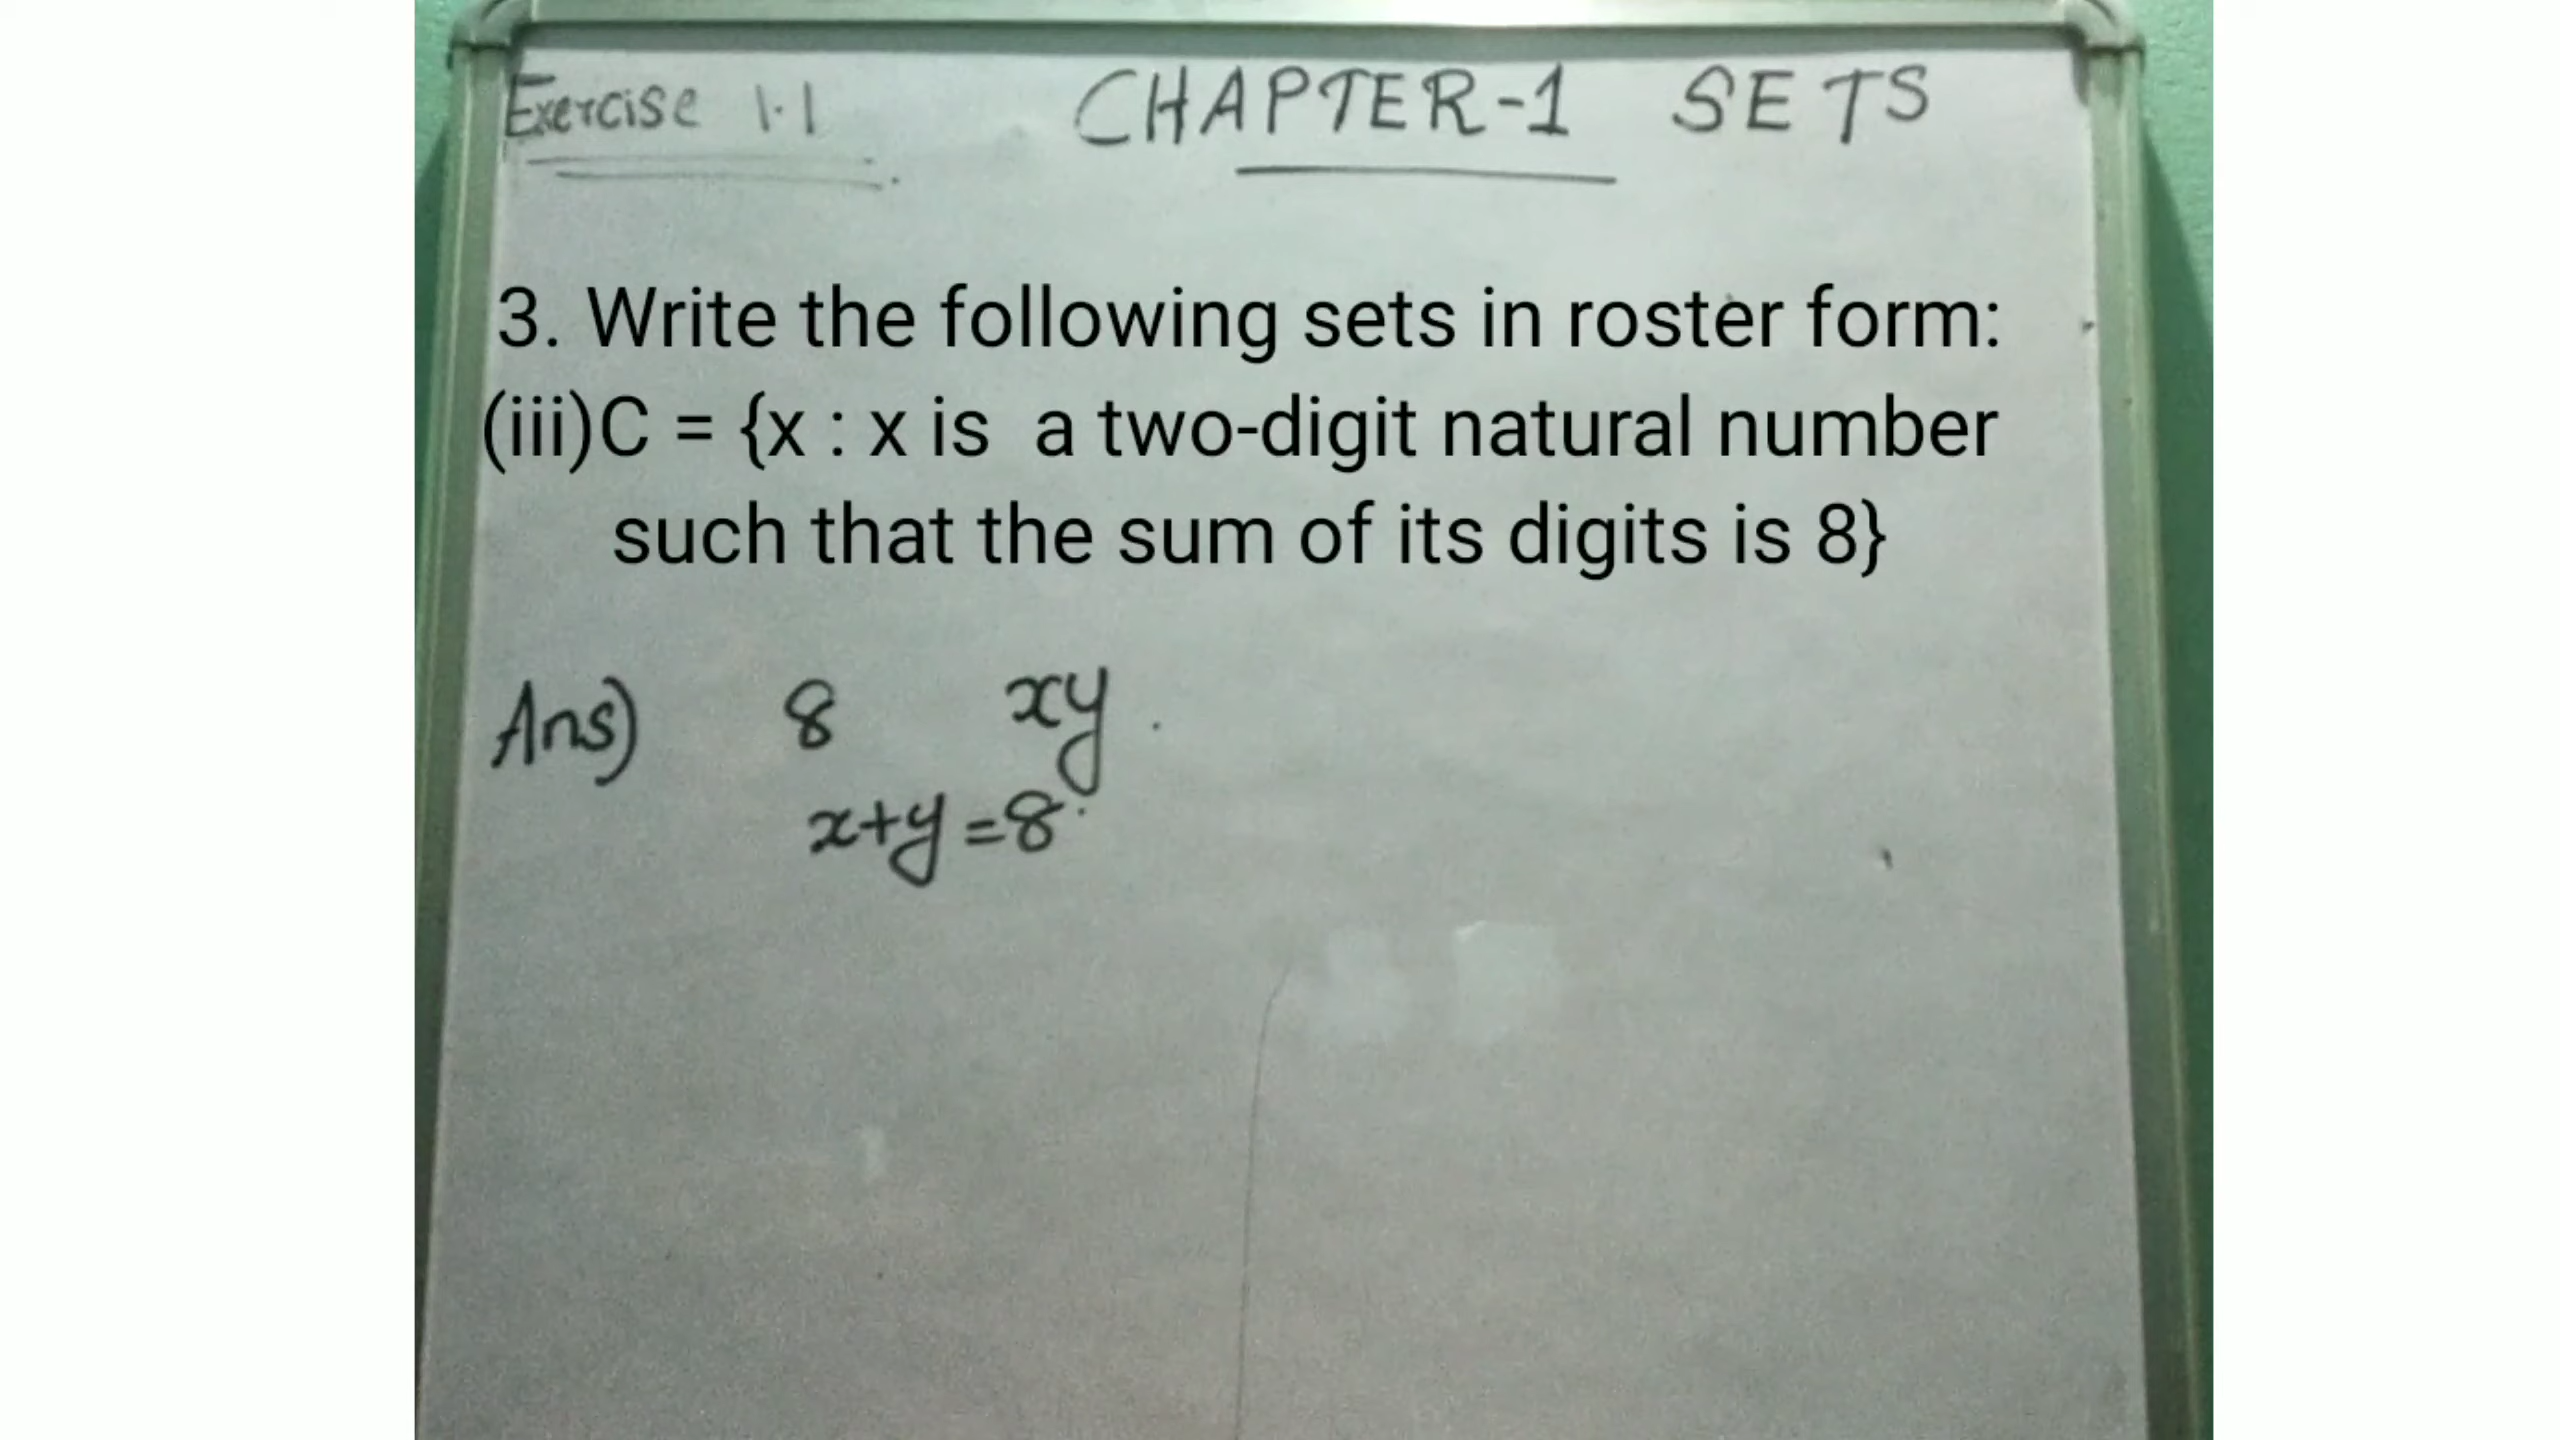 Exercise 1.1 CHAPTER-1 SETS
3. Write the following sets in roster form:
(iii)C = {x : x is a two-digit natural number
such that the sum of its digits is 8}
Ans) 8 xy
x+y=8